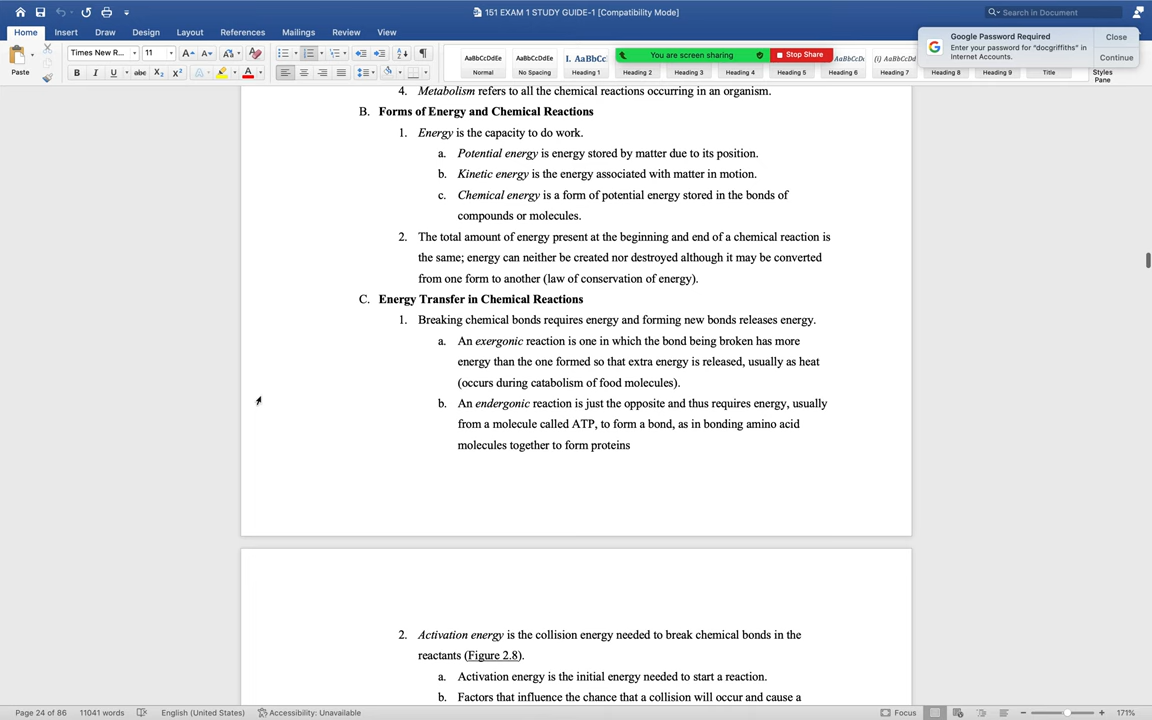 151 EXAM 1 STUDY GUIDE-1 [Compatibility Mode]
Search in Document
Home Insert Draw Design Layout References Mailings Review View
Google Password Required
Enter your password for "docgriffiths" in
Internet Accounts.
Close
Continue
Paste
Times New R... 11
You are screen sharing
Stop Share
AaBbCcDdEe AaBbCcDdEe I. AaBbCc
Normal No Spacing Heading 1 Heading 2 Heading 3 Heading 4 Heading 5 Heading 6 Heading 7 Heading 8 Heading 9 Title
Styles
Pane
4. Metabolism refers to all the chemical reactions occurring in an organism.
B. Forms of Energy and Chemical Reactions
1. Energy is the capacity to do work.
a. Potential energy is energy stored by matter due to its position.
b. Kinetic energy is the energy associated with matter in motion.
c. Chemical energy is a form of potential energy stored in the bonds of
compounds or molecules.
2. The total amount of energy present at the beginning and end of a chemical reaction is
the same; energy can neither be created nor destroyed although it may be converted
from one form to another (law of conservation of energy).
C. Energy Transfer in Chemical Reactions
1. Breaking chemical bonds requires energy and forming new bonds releases energy.
a. An exergonic reaction is one in which the bond being broken has more
energy than the one formed so that extra energy is released, usually as heat
(occurs during catabolism of food molecules).
b. An endergonic reaction is just the opposite and thus requires energy, usually
from a molecule called ATP, to form a bond, as in bonding amino acid
molecules together to form proteins
2. Activation energy is the collision energy needed to break chemical bonds in the
reactants (Figure 2.8).
a. Activation energy is the initial energy needed to start a reaction.
b. Factors that influence the chance that a collision will occur and cause a
Page 24 of 86 11041 words English (United States) Accessibility: Unavailable Focus 171%